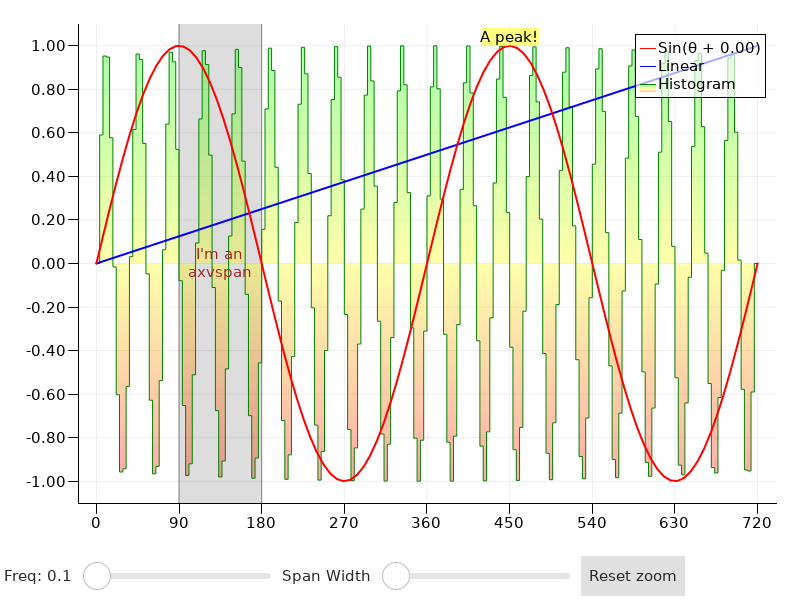 A peak!
1.00
0.80
0.60
0.40
0.20
0.00
-0.20
-0.40
-0.60
-0.80
-1.00
Sin(θ + 0.00)
Linear
Histogram
I'm an
axvspan
0 90 180 270 360 450 540 630 720
Freq: 0.1 Span Width Reset zoom